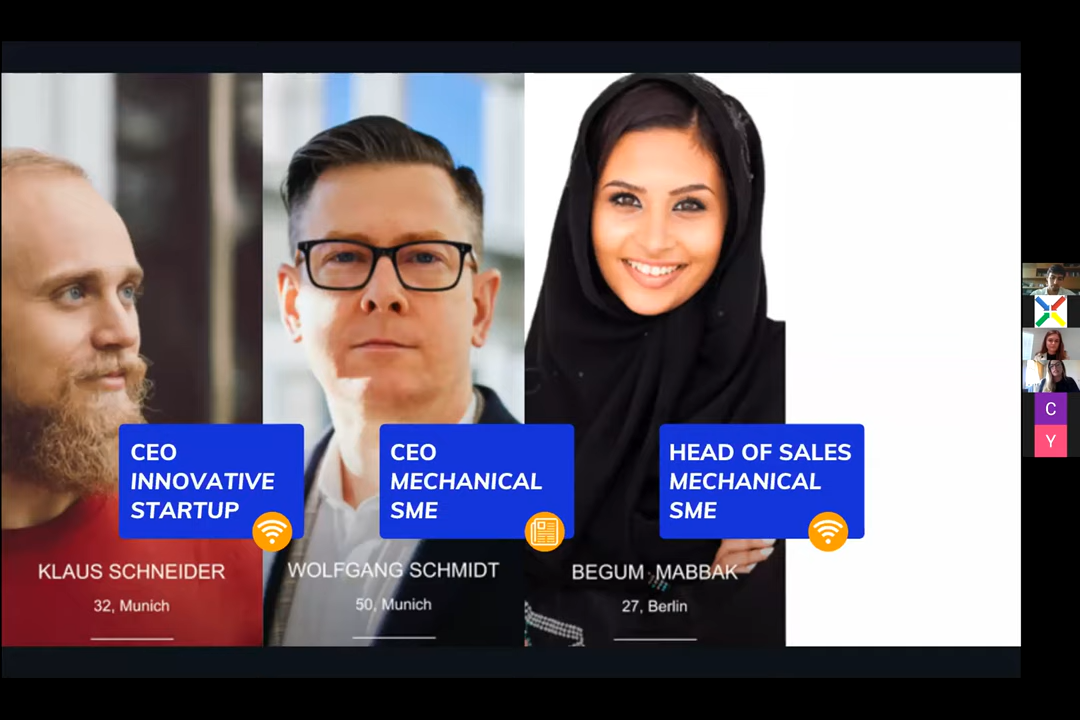 CEO
INNOVATIVE
STARTUP
KLAUS SCHNEIDER
32, Munich
CEO
MECHANICAL
SME
WOLFGANG SCHMIDT
50, Munich
HEAD OF SALES
MECHANICAL
SME
BEGUM MABBAK
27, Berlin
C
Y